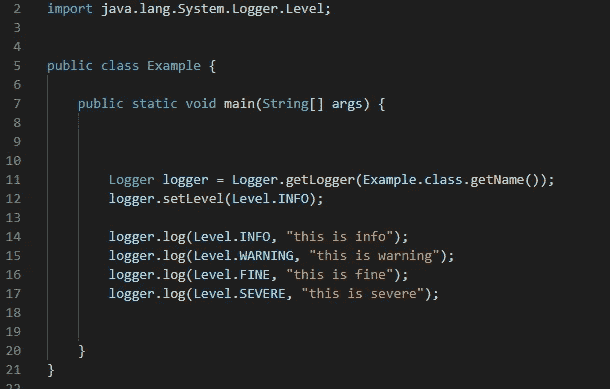 2 import java.lang.System.Logger.Level;
3
4
5 public class Example {
6
7 public static void main(String[] args) {
8
9
10
11 Logger logger = Logger.getLogger(Example.class.getName());
12 logger.setLevel(Level.INFO);
13
14 logger.log(Level.INFO, "this is info");
15 logger.log(Level.WARNING, "this is warning");
16 logger.log(Level.FINE, "this is fine");
17 logger.log(Level.SEVERE, "this is severe");
18
19
20 }
21 }
22